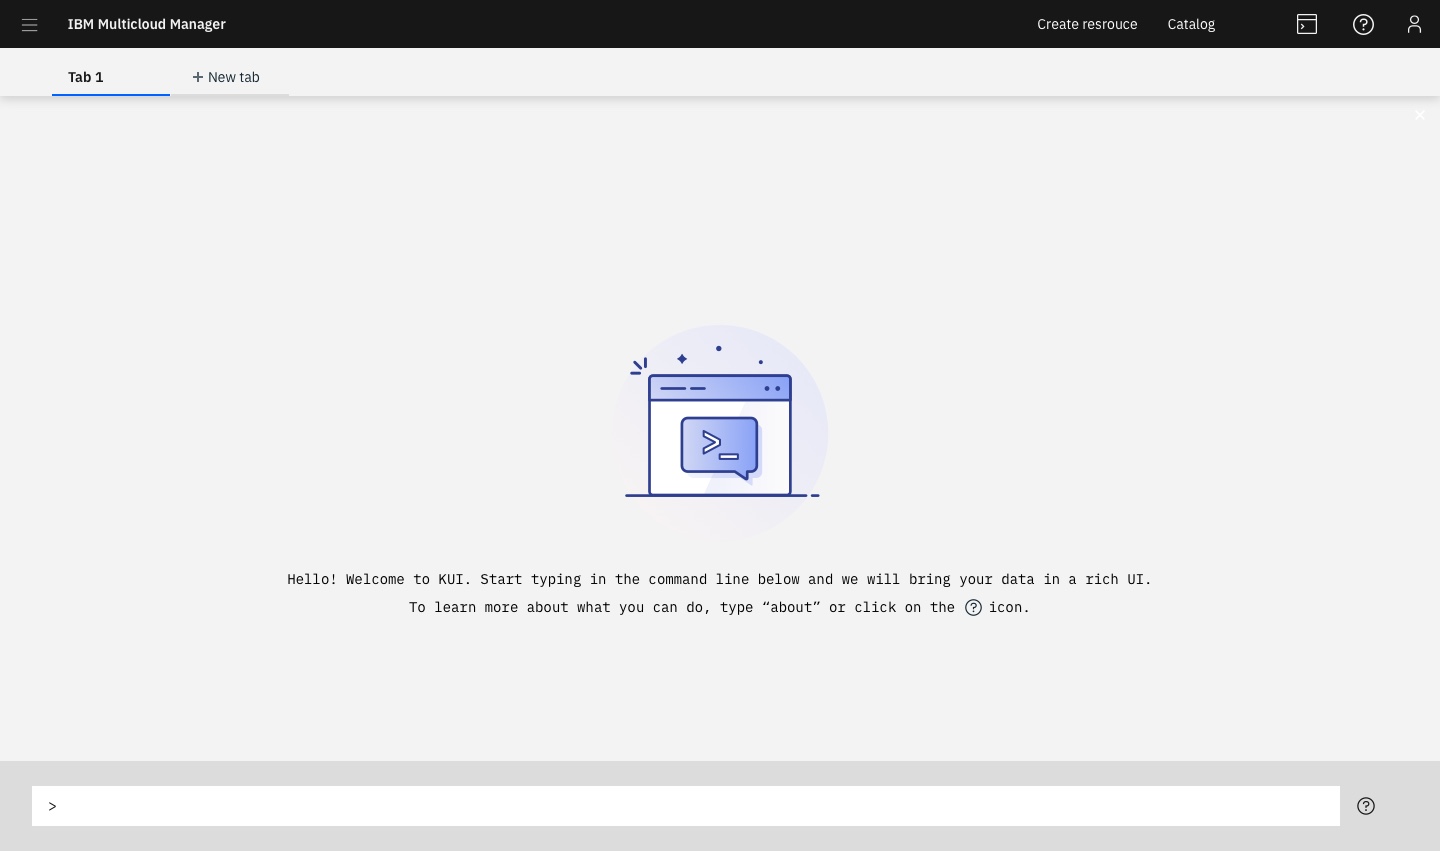 IBM Multicloud Manager
Create resrouce
Catalog
Tab 1
+ New tab
>_
Hello! Welcome to KUI. Start typing in the command line below and we will bring your data in a rich UI.
To learn more about what you can do, type “about” or click on the ? icon.
>